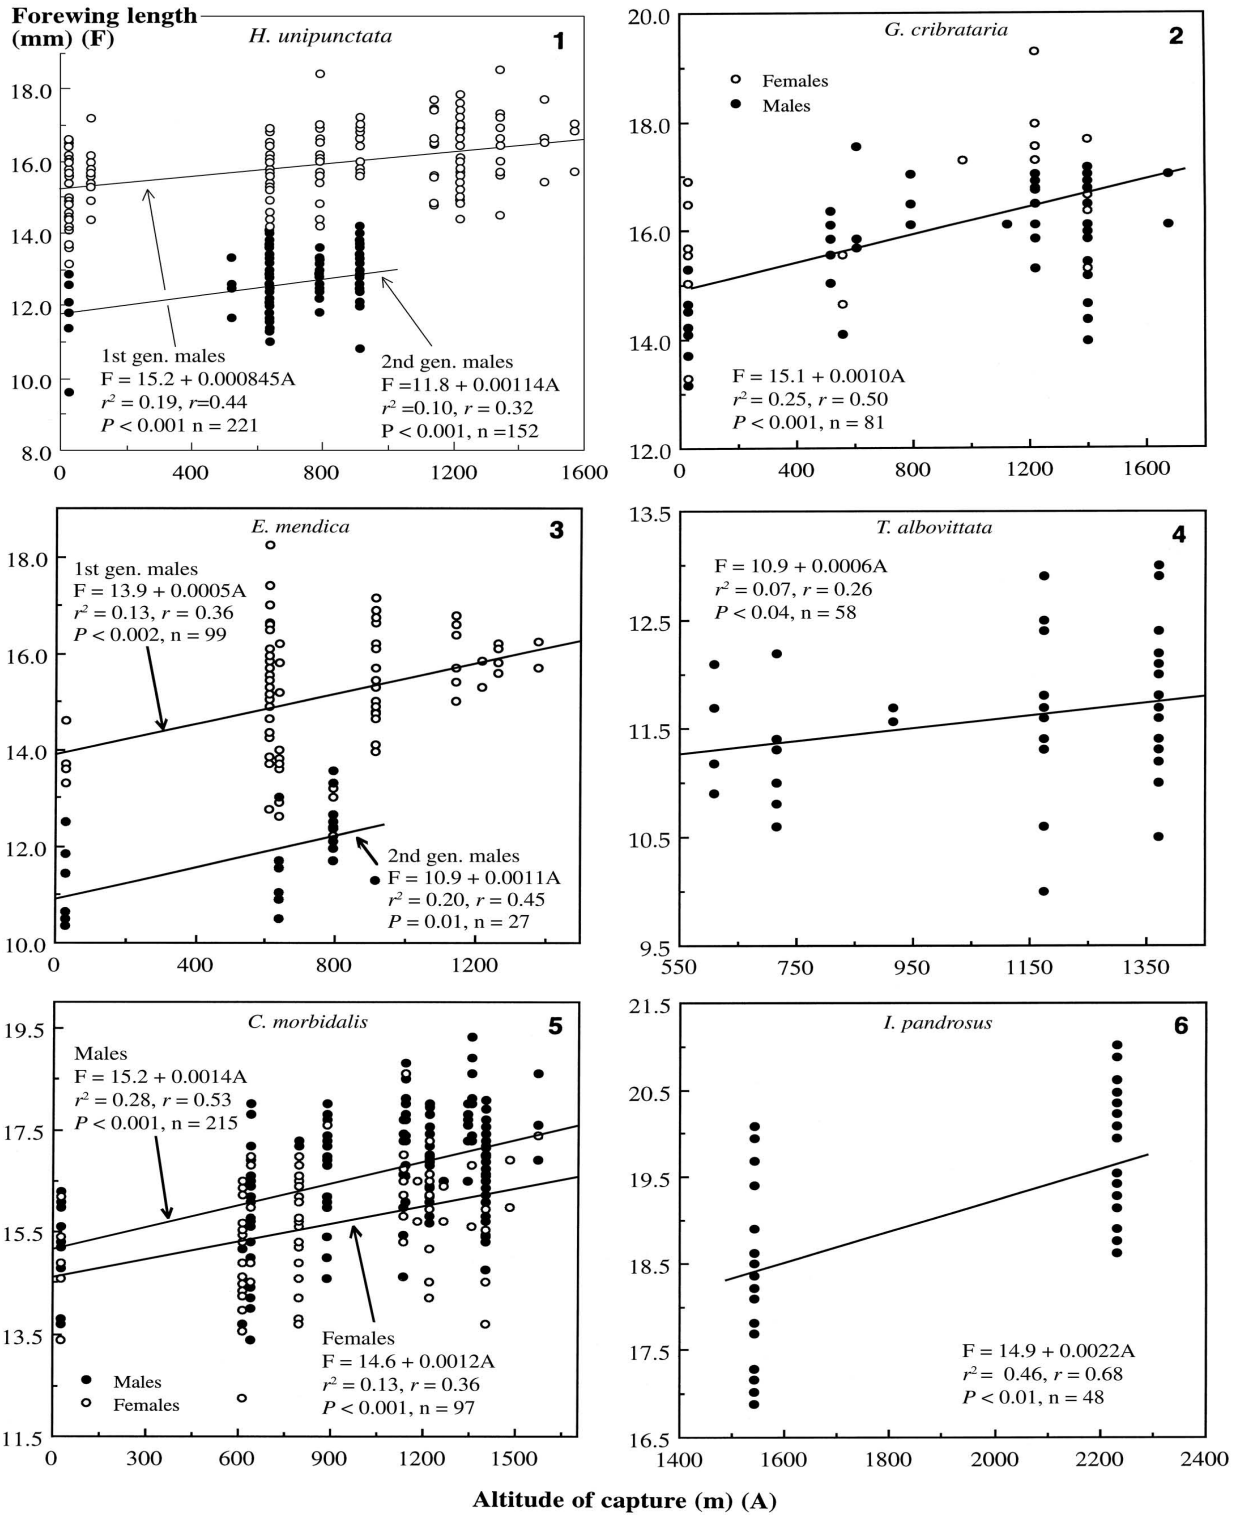 Forewing length
(mm) (F)
H. unipunctata
1
18.0
16.0
14.0
12.0
10.0
8.0
0 400 800 1200 1600
1st gen. males
F = 15.2 + 0.000845A
r² = 0.19, r=0.44
P < 0.001 n = 221
2nd gen. males
F =11.8 + 0.00114A
r² =0.10, r = 0.32
P < 0.001, n =152
G. cribrataria
2
20.0
18.0
16.0
14.0
12.0
0 400 800 1200 1600
Females
Males
F = 15.1 + 0.0010A
r² = 0.25, r = 0.50
P < 0.001, n = 81
E. mendica
3
18.0
16.0
14.0
12.0
10.0
0 400 800 1200
1st gen. males
F = 13.9 + 0.0005A
r² = 0.13, r = 0.36
P < 0.002, n = 99
2nd gen. males
F = 10.9 + 0.0011A
r² = 0.20, r = 0.45
P = 0.01, n = 27
T. albovittata
4
13.5
12.5
11.5
10.5
9.5
550 750 950 1150 1350
F = 10.9 + 0.0006A
r² = 0.07, r = 0.26
P < 0.04, n = 58
C. morbidalis
5
19.5
17.5
15.5
13.5
11.5
0 300 600 900 1200 1500
Males
F = 15.2 + 0.0014A
r² = 0.28, r = 0.53
P < 0.001, n = 215
Females
F = 14.6 + 0.0012A
r² = 0.13, r = 0.36
P < 0.001, n = 97
Males
Females
I. pandrosus
6
21.5
20.5
19.5
18.5
17.5
16.5
1400 1600 1800 2000 2200 2400
F = 14.9 + 0.0022A
r² = 0.46, r = 0.68
P < 0.01, n = 48
Altitude of capture (m) (A)